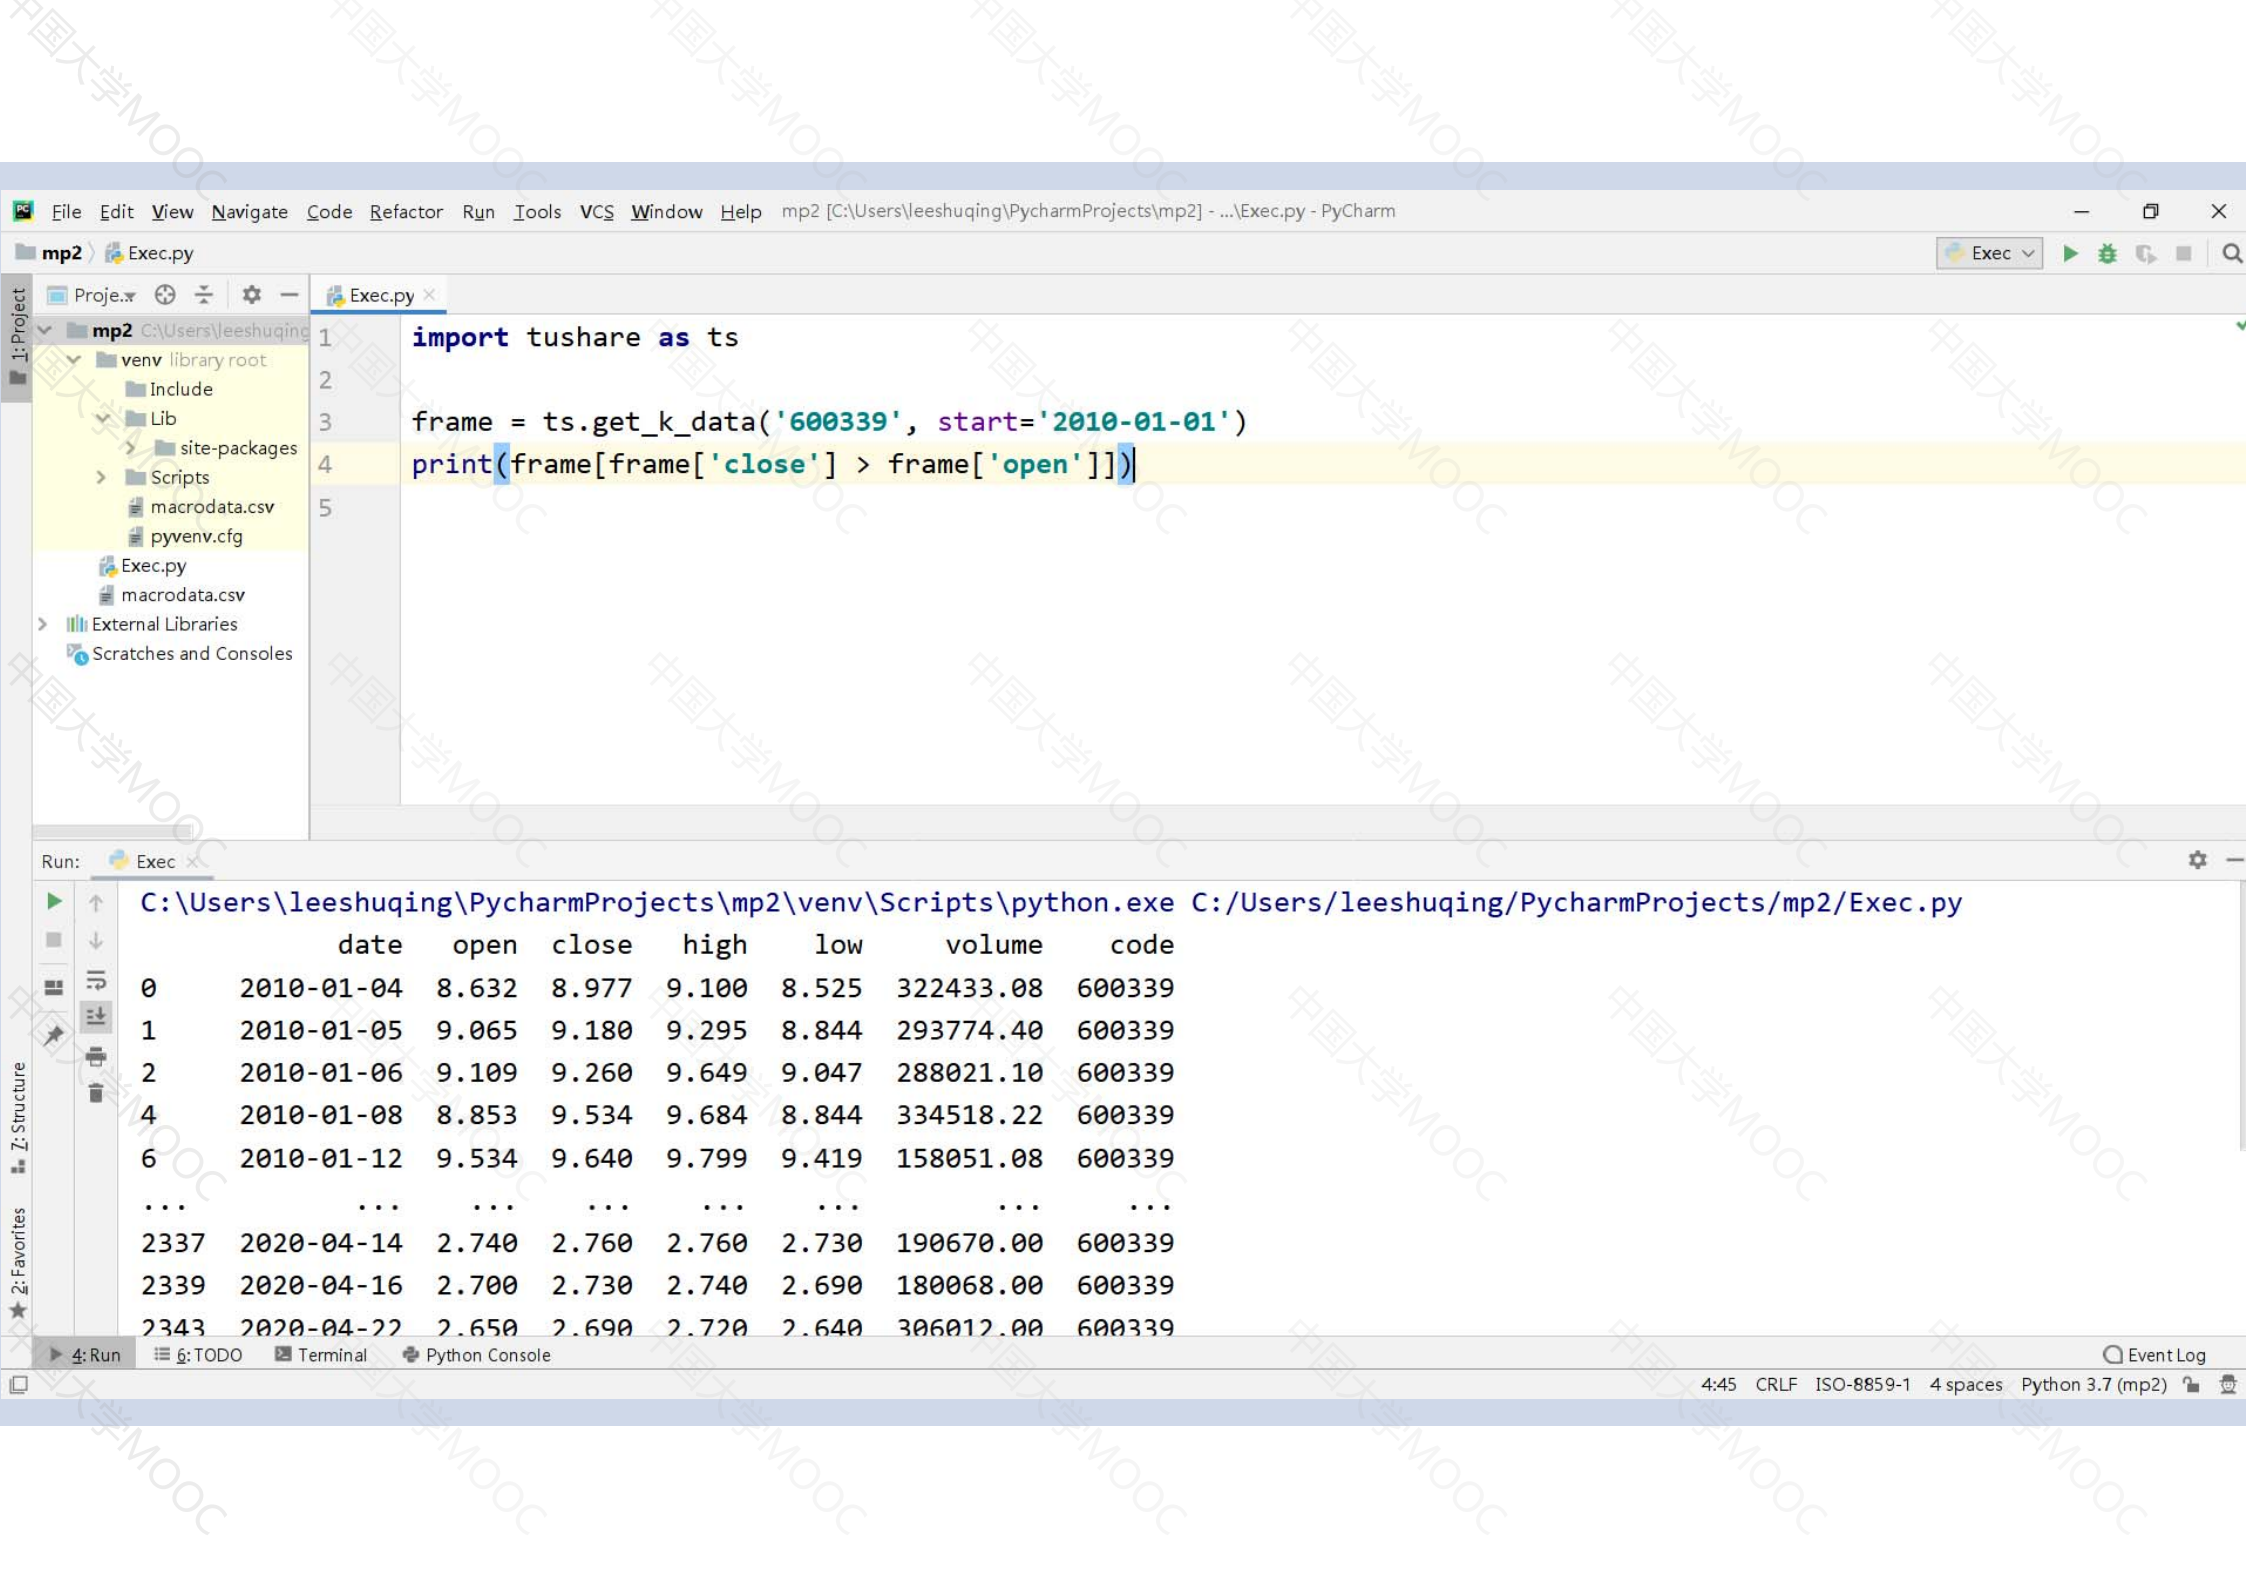 File Edit View Navigate Code Refactor Run Tools VCS Window Help mp2 [C:\Users\leeshuqing\PycharmProjects\mp2] - ...\Exec.py - PyCharm
mp2 Exec.py
Exec
1: Project
Proje..
Exec.py
mp2 C:\Users\leeshuqing
venv library root
Include
Lib
site-packages
Scripts
macrodata.csv
pyvenv.cfg
Exec.py
macrodata.csv
External Libraries
Scratches and Consoles
1 import tushare as ts
2
3 frame = ts.get_k_data('600339', start='2010-01-01')
4 print(frame[frame['close'] > frame['open']])
5
Run: Exec
C:\Users\leeshuqing\PycharmProjects\mp2\venv\Scripts\python.exe C:/Users/leeshuqing/PycharmProjects/mp2/Exec.py
date open close high low volume code
0 2010-01-04 8.632 8.977 9.100 8.525 322433.08 600339
1 2010-01-05 9.065 9.180 9.295 8.844 293774.40 600339
2 2010-01-06 9.109 9.260 9.649 9.047 288021.10 600339
4 2010-01-08 8.853 9.534 9.684 8.844 334518.22 600339
6 2010-01-12 9.534 9.640 9.799 9.419 158051.08 600339
... ... ... ... ... ... ... ...
2337 2020-04-14 2.740 2.760 2.760 2.730 190670.00 600339
2339 2020-04-16 2.700 2.730 2.740 2.690 180068.00 600339
2343 2020-04-22 2.650 2.690 2.720 2.640 306012.00 600339
Z: Structure
2: Favorites
4: Run 6: TODO Terminal Python Console Event Log
4:45 CRLF ISO-8859-1 4 spaces Python 3.7 (mp2)
中国大学MOOC